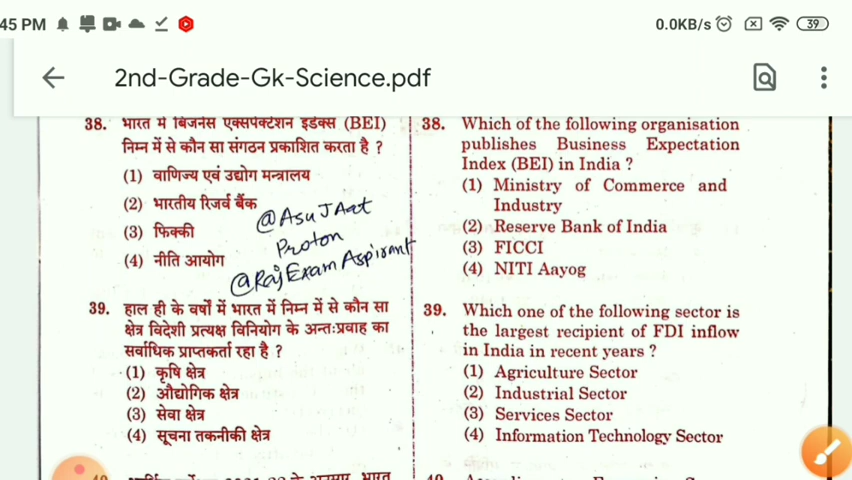 45 PM
0.0KB/s
39
2nd-Grade-Gk-Science.pdf
38. भारत में बिजनेस एक्सपेक्टेशन इंडेक्स (BEI)
निम्न में से कौन सा संगठन प्रकाशित करता है ?
(1) वाणिज्य एवं उद्योग मन्त्रालय
(2) भारतीय रिजर्व बैंक
(3) फिक्की
(4) नीति आयोग
@AsuJAat
Proton
@RajExamAspirant
39. हाल ही के वर्षों में भारत में निम्न में से कौन सा
क्षेत्र विदेशी प्रत्यक्ष विनियोग के अन्तःप्रवाह का
सर्वाधिक प्राप्तकर्ता रहा है ?
(1) कृषि क्षेत्र
(2) औद्योगिक क्षेत्र
(3) सेवा क्षेत्र
(4) सूचना तकनीकी क्षेत्र
38. Which of the following organisation
publishes Business Expectation
Index (BEI) in India ?
(1) Ministry of Commerce and
Industry
(2) Reserve Bank of India
(3) FICCI
(4) NITI Aayog
39. Which one of the following sector is
the largest recipient of FDI inflow
in India in recent years ?
(1) Agriculture Sector
(2) Industrial Sector
(3) Services Sector
(4) Information Technology Sector